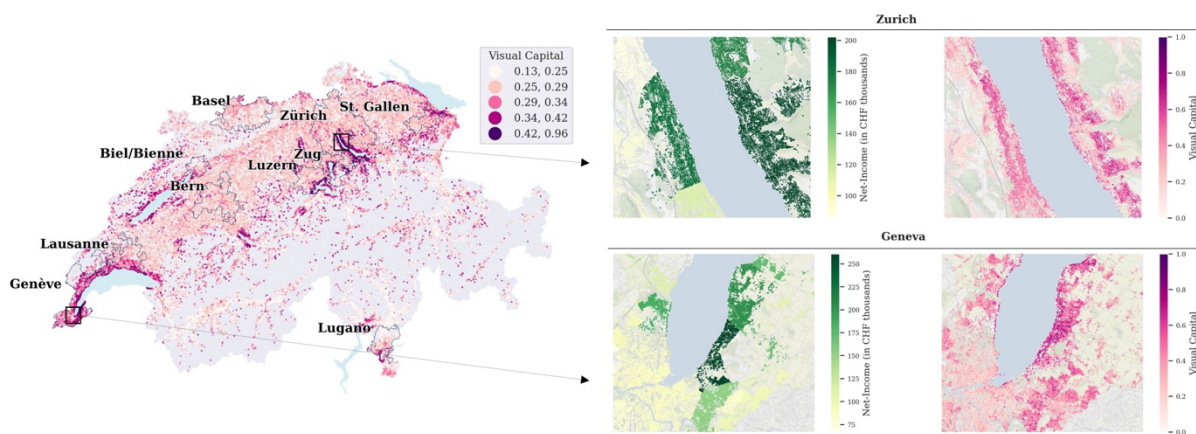 Visual Capital
0.13, 0.25
0.25, 0.29
0.29, 0.34
0.34, 0.42
0.42, 0.96
Basel
St. Gallen
Zürich
Biel/Bienne
Zug
Luzern
Bern
Lausanne
Genève
Lugano
Zurich
200
180
160
140
120
100
Net-Income (in CHF thousands)
1.0
0.8
0.6
0.4
0.2
0.0
Visual Capital
Geneva
250
225
200
175
150
125
100
75
Net-Income (in CHF thousands)
1.0
0.8
0.6
0.4
0.2
0.0
Visual Capital